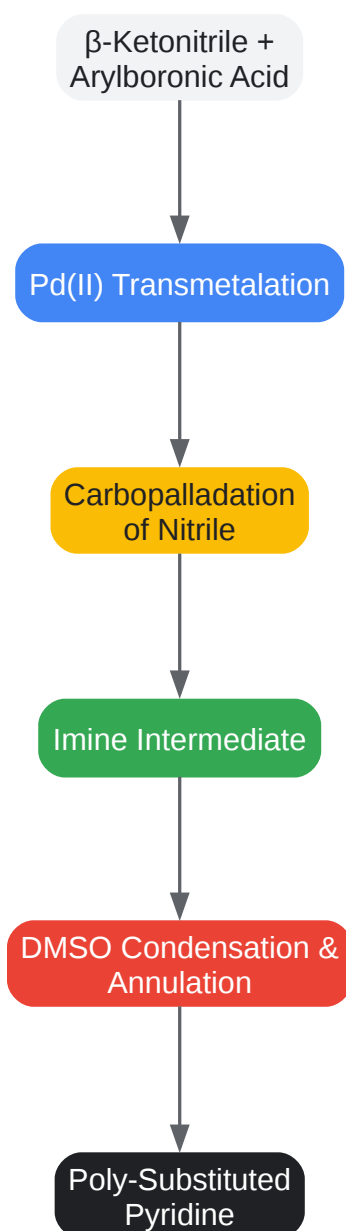 β-Ketonitrile +
Arylboronic Acid
Pd(II) Transmetalation
Carbopalladation
of Nitrile
Imine Intermediate
DMSO Condensation &
Annulation
Poly-Substituted
Pyridine